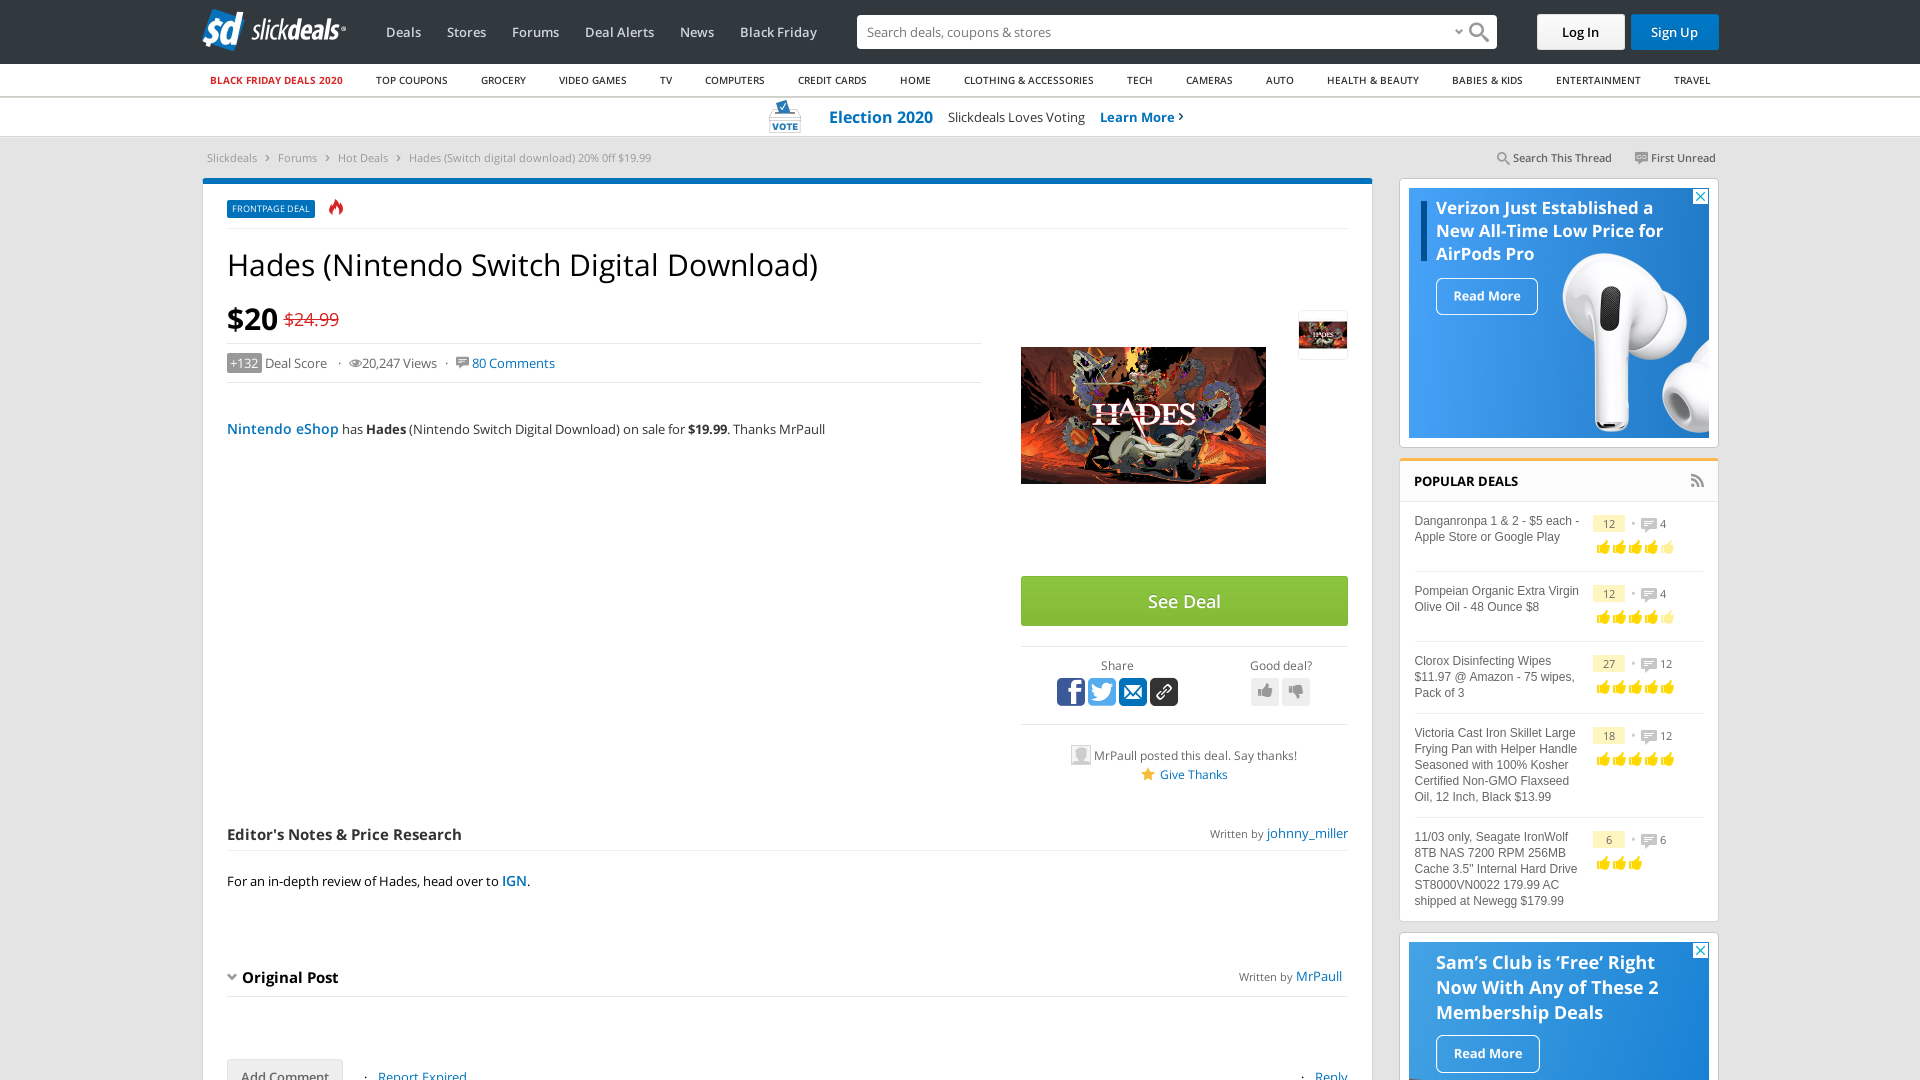 sd slickdeals
Deals Stores Forums Deal Alerts News Black Friday
Search deals, coupons & stores
Log In Sign Up
BLACK FRIDAY DEALS 2020 TOP COUPONS GROCERY VIDEO GAMES TV COMPUTERS CREDIT CARDS HOME CLOTHING & ACCESSORIES TECH CAMERAS AUTO HEALTH & BEAUTY BABIES & KIDS ENTERTAINMENT TRAVEL
VOTE Election 2020 Slickdeals Loves Voting Learn More
Slickdeals Forums Hot Deals Hades (Switch digital download) 20% 0ff $19.99
Search This Thread First Unread
FRONTPAGE DEAL
Hades (Nintendo Switch Digital Download)
$20 $24.99
+132 Deal Score · 20,247 Views · 80 Comments
Nintendo eShop has Hades (Nintendo Switch Digital Download) on sale for $19.99. Thanks MrPaull
HADES
HADES
See Deal
Share Good deal?
MrPaull posted this deal. Say thanks!
Give Thanks
Editor's Notes & Price Research
Written by johnny_miller
For an in-depth review of Hades, head over to IGN.
Original Post
Written by MrPaull
Add Comment · Report Expired · Reply
Verizon Just Established a
New All-Time Low Price for
AirPods Pro
Read More
POPULAR DEALS
Danganronpa 1 & 2 - $5 each -
Apple Store or Google Play
12 • 4
Pompeian Organic Extra Virgin
Olive Oil - 48 Ounce $8
12 • 4
Clorox Disinfecting Wipes
$11.97 @ Amazon - 75 wipes,
Pack of 3
27 • 12
Victoria Cast Iron Skillet Large
Frying Pan with Helper Handle
Seasoned with 100% Kosher
Certified Non-GMO Flaxseed
Oil, 12 Inch, Black $13.99
18 • 12
11/03 only, Seagate IronWolf
8TB NAS 7200 RPM 256MB
Cache 3.5" Internal Hard Drive
ST8000VN0022 179.99 AC
shipped at Newegg $179.99
6 • 6
Sam's Club is ‘Free’ Right
Now With Any of These 2
Membership Deals
Read More